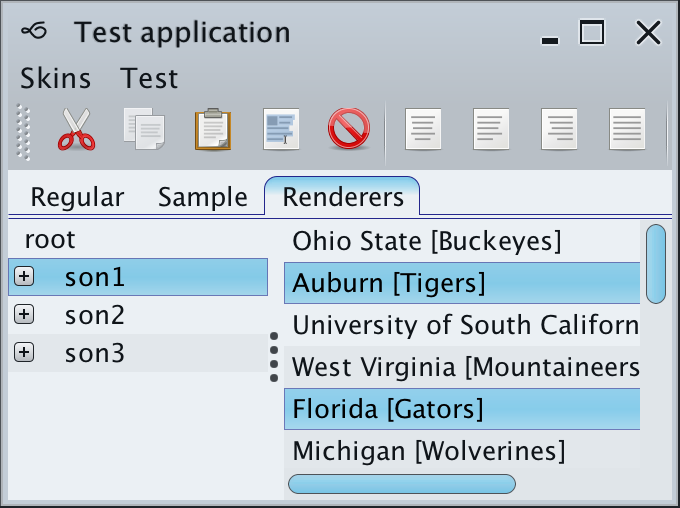 Test application
Skins Test
Regular Sample Renderers
root
son1
son2
son3
Ohio State [Buckeyes]
Auburn [Tigers]
University of South Californ
West Virginia [Mountaineers
Florida [Gators]
Michigan [Wolverines]